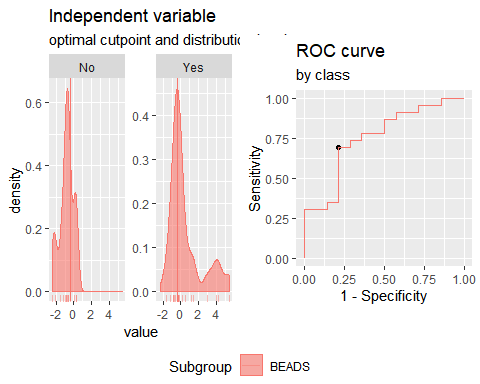 Independent variable
optimal cutpoint and distributio
No
Yes
0.6
0.4
0.2
0.0
0.4
0.3
0.2
0.1
0.0
-2 0 2 4
-2 0 2 4
density
value
ROC curve
by class
1.00
0.75
0.50
0.25
0.00
0.00 0.25 0.50 0.75 1.00
Sensitivity
1 - Specificity
Subgroup
BEADS